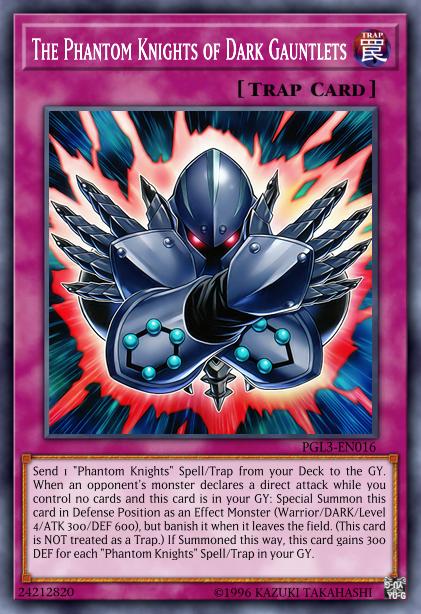 THE PHANTOM KNIGHTS OF DARK GAUNTLETS
TRAP
罠
[TRAP CARD]
PGL3-EN016
Send 1 "Phantom Knights" Spell/Trap from your Deck to the GY.
When an opponent's monster declares a direct attack while you
control no cards and this card is in your GY: Special Summon this
card in Defense Position as an Effect Monster (Warrior/DARK/Level
4/ATK 300/DEF 600), but banish it when it leaves the field. (This card
is NOT treated as a Trap.) If Summoned this way, this card gains 300
DEF for each "Phantom Knights" Spell/Trap in your GY.
24212820
©1996 KAZUKI TAKAHASHI